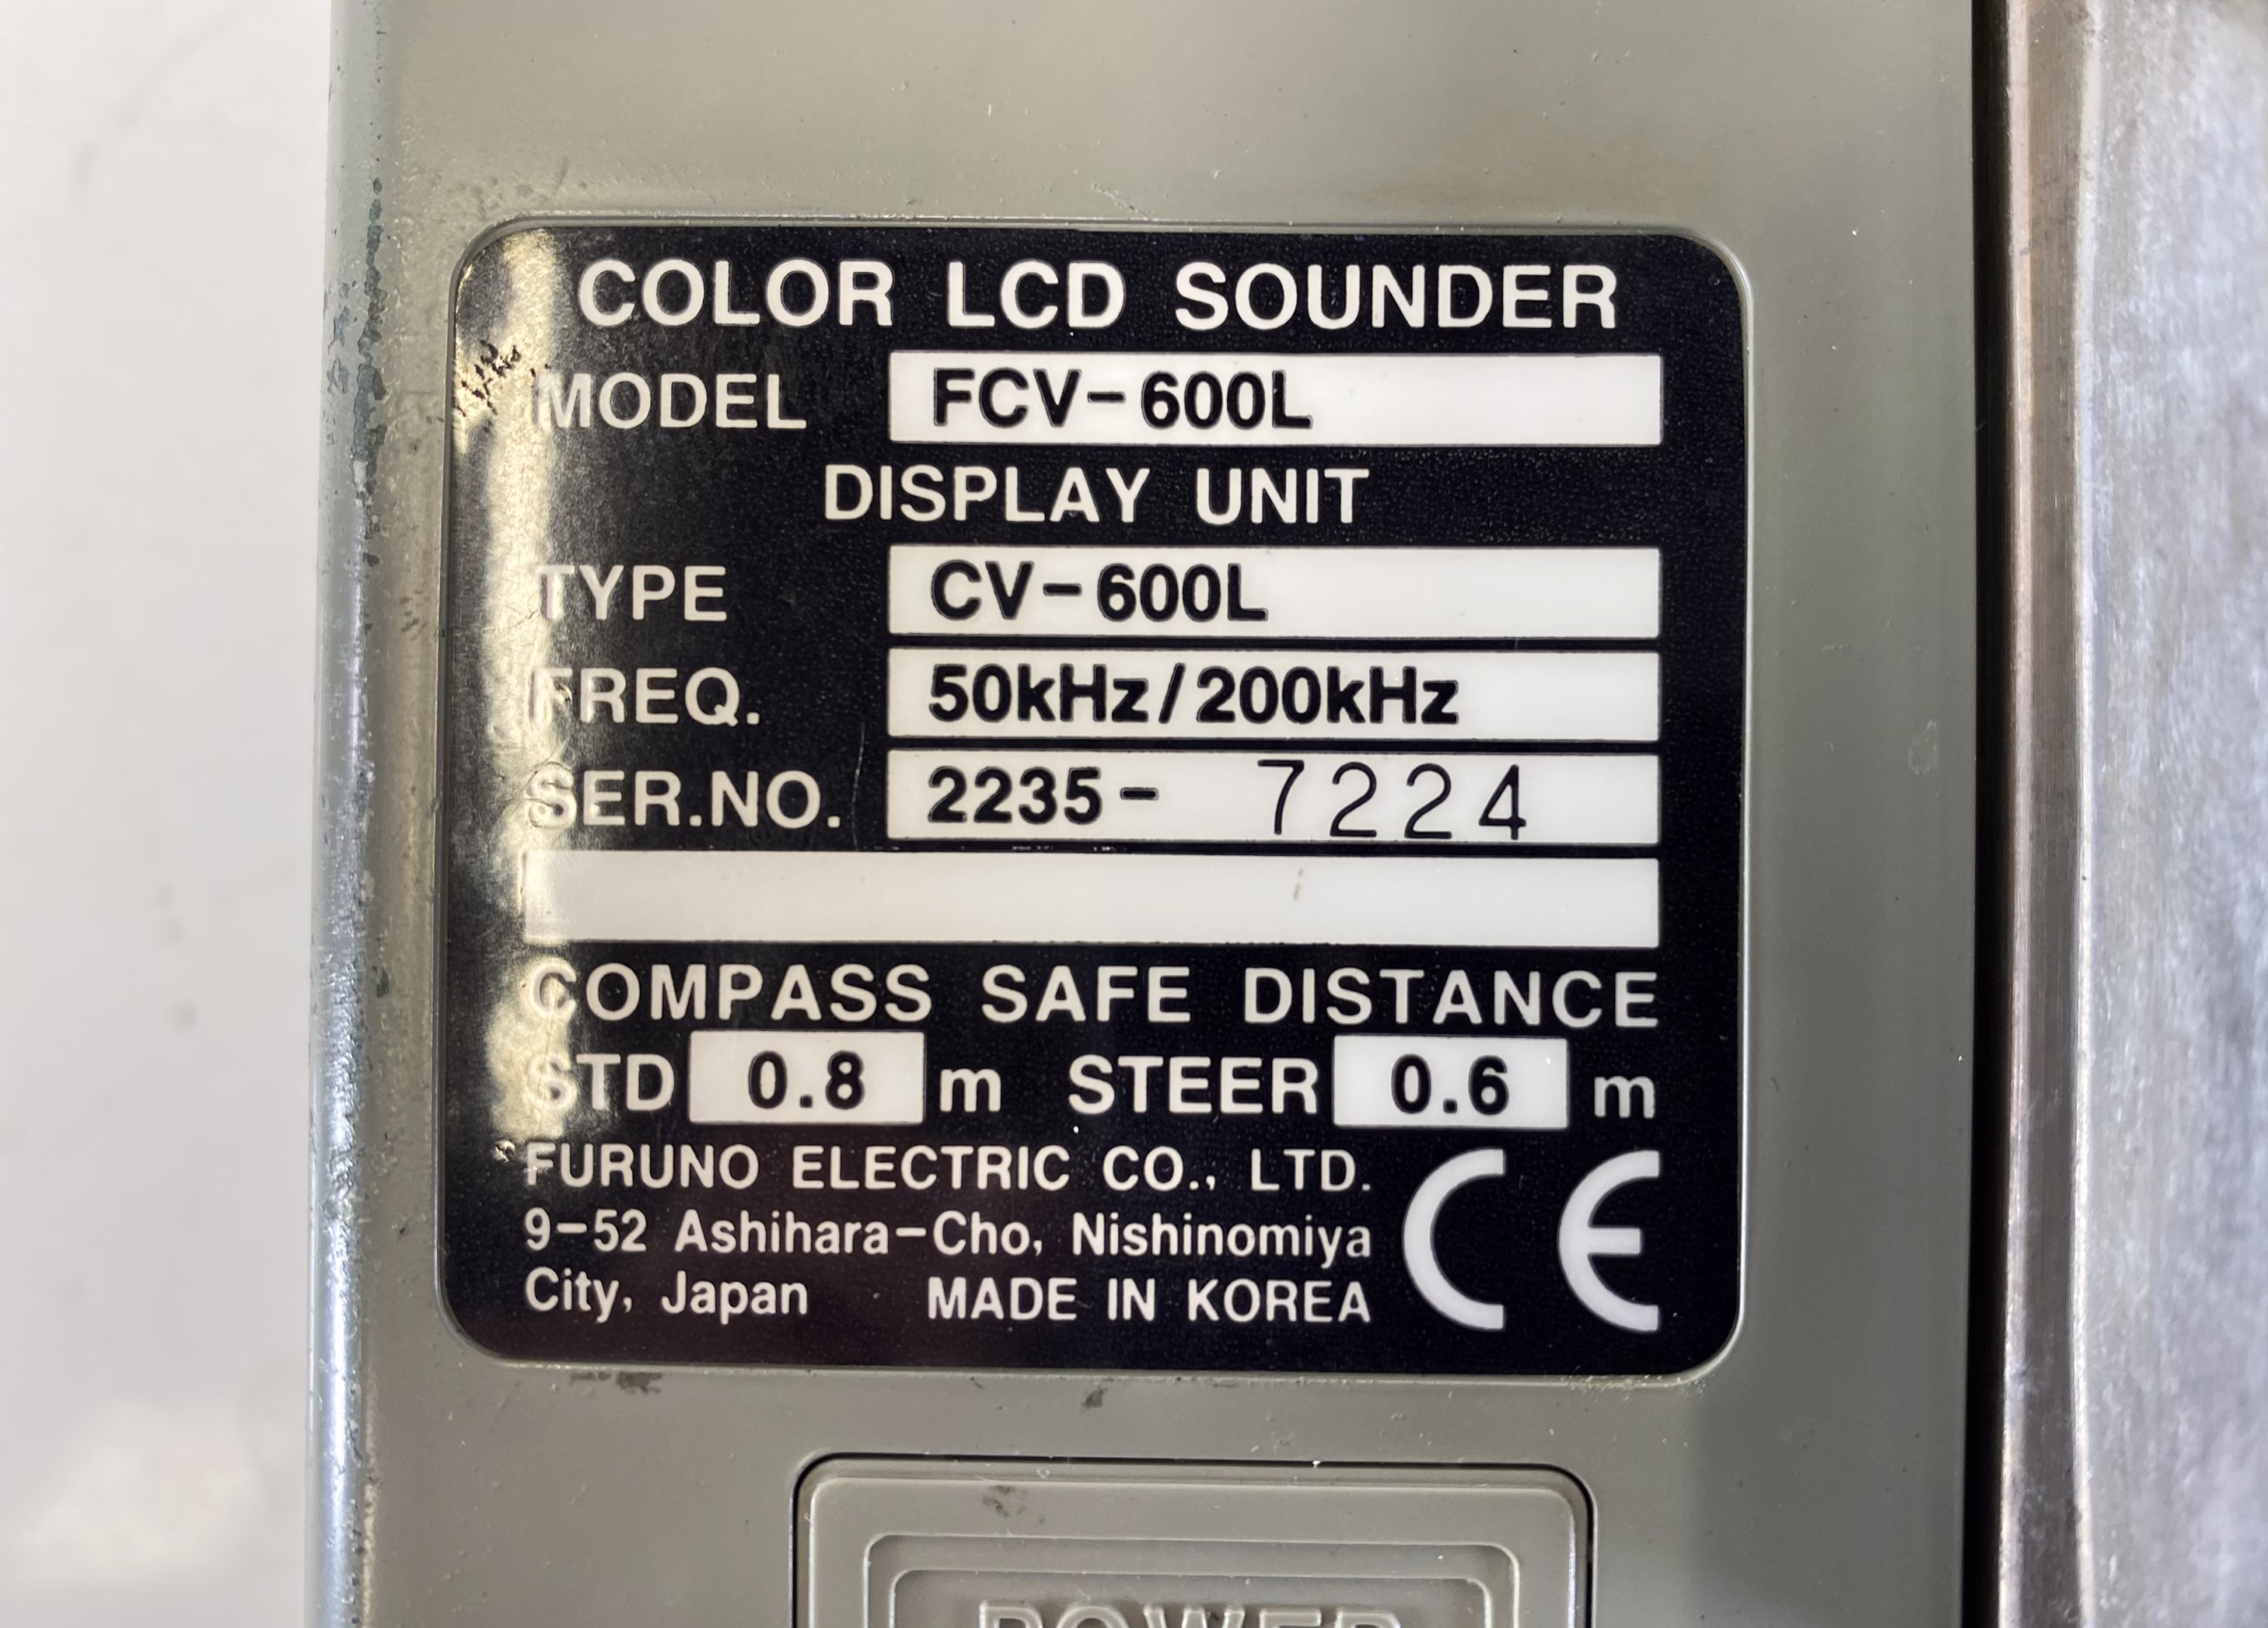 COLOR LCD SOUNDER
MODEL FCV-600L
DISPLAY UNIT
TYPE CV-600L
FREQ. 50kHz/200kHz
SER.NO. 2235- 7224
COMPASS SAFE DISTANCE
STD 0.8 m STEER 0.6 m
FURUNO ELECTRIC CO., LTD.
9-52 Ashihara-Cho, Nishinomiya
City, Japan MADE IN KOREA
CE
POWER